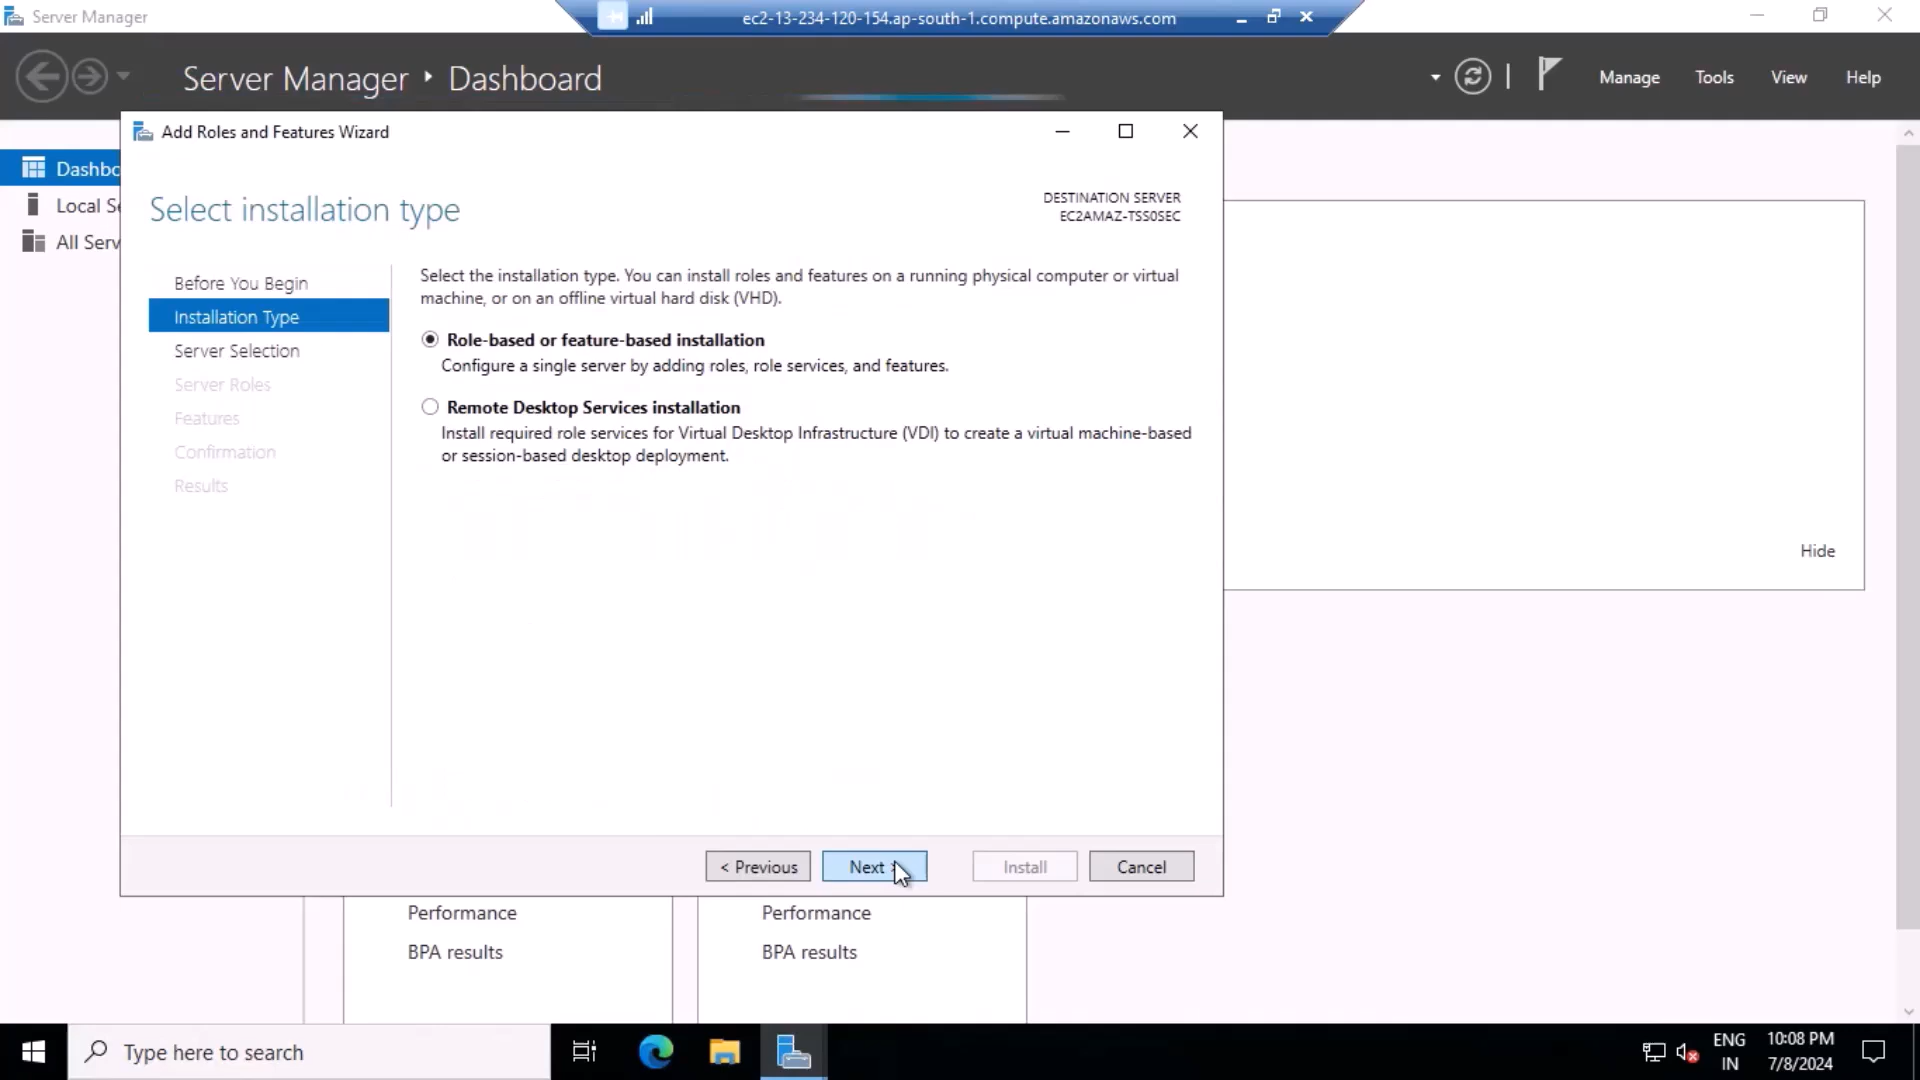 Server Manager
ec2-13-234-120-154.ap-south-1.compute.amazonaws.com
Server Manager
Dashboard
Manage
Tools
View
Help
Add Roles and Features Wizard
Dashbo
Local Se
All Serv
Select installation type
DESTINATION SERVER
EC2AMAZ-TSS0SEC
Before You Begin
Installation Type
Server Selection
Server Roles
Features
Confirmation
Results
Select the installation type. You can install roles and features on a running physical computer or virtual
machine, or on an offline virtual hard disk (VHD).
Role-based or feature-based installation
Configure a single server by adding roles, role services, and features.
Remote Desktop Services installation
Install required role services for Virtual Desktop Infrastructure (VDI) to create a virtual machine-based
or session-based desktop deployment.
Hide
< Previous
Next
Install
Cancel
Performance
BPA results
Performance
BPA results
Type here to search
ENG
IN
10:08 PM
7/8/2024